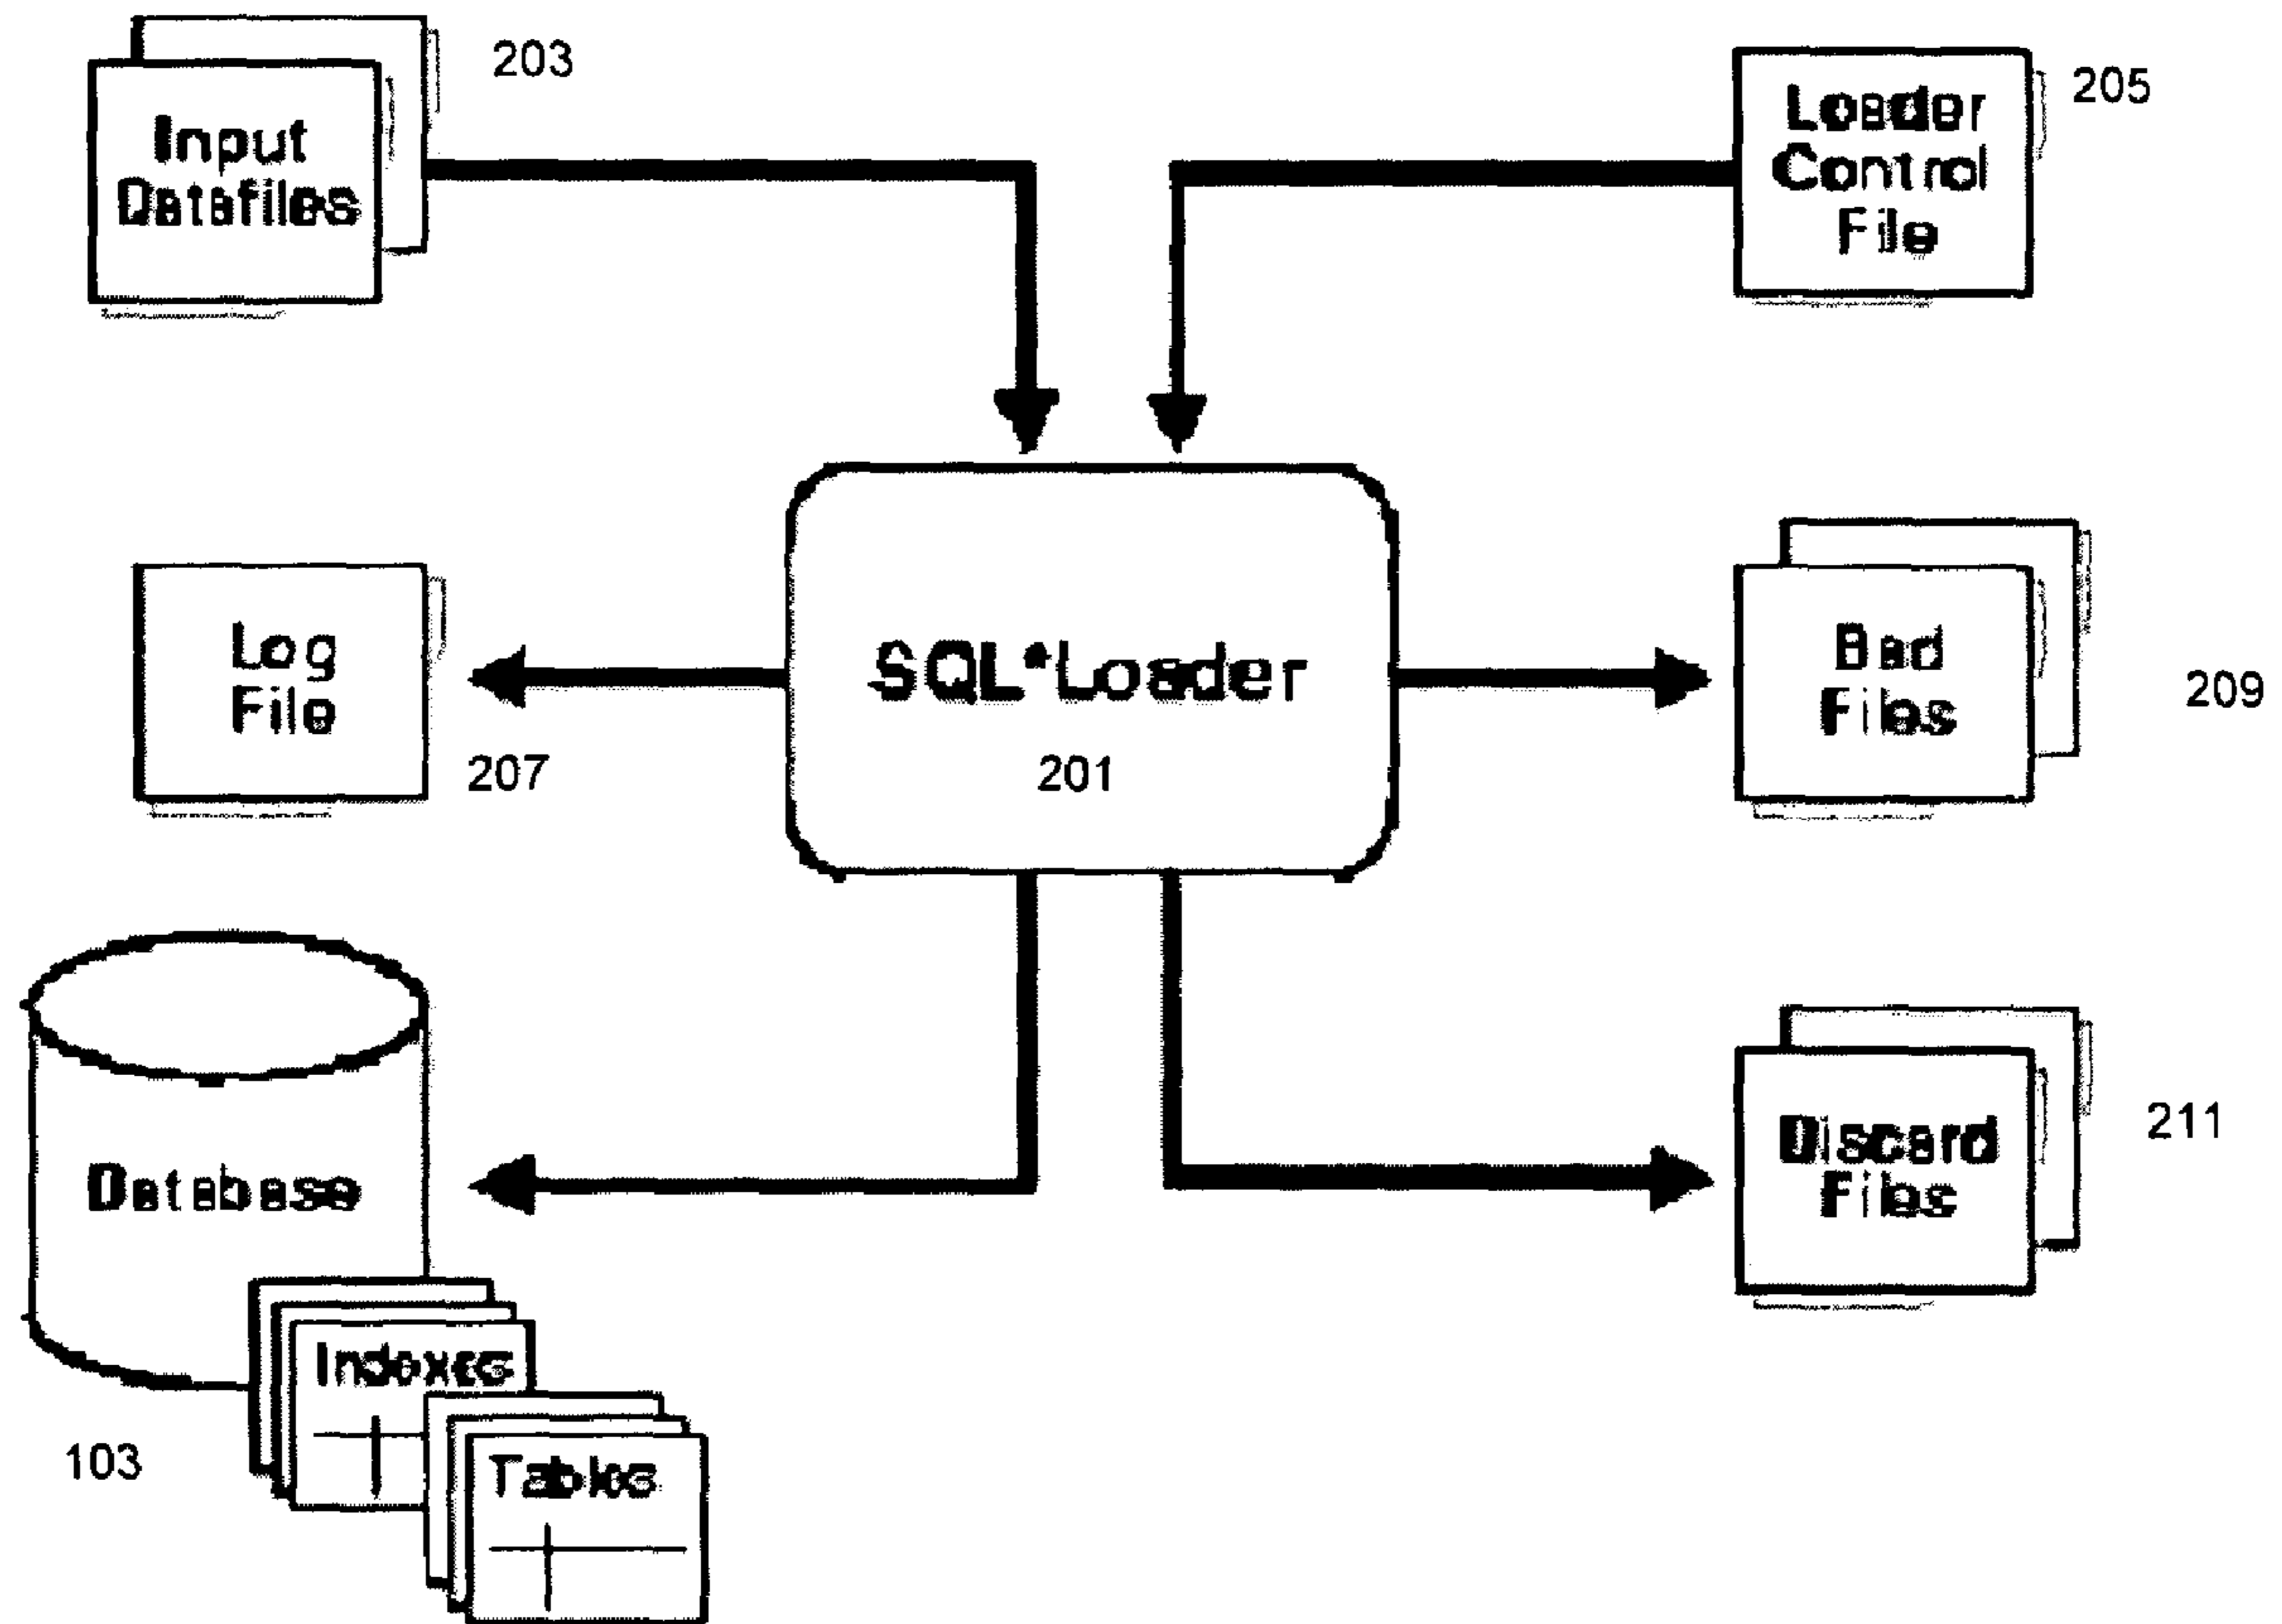 203
Input
Datafiles
205
Loader
Control
File
Log
File
207
SQL*Loader
201
Bad
Files
209
Database
Discard
Files
211
Indexes
103
Tables